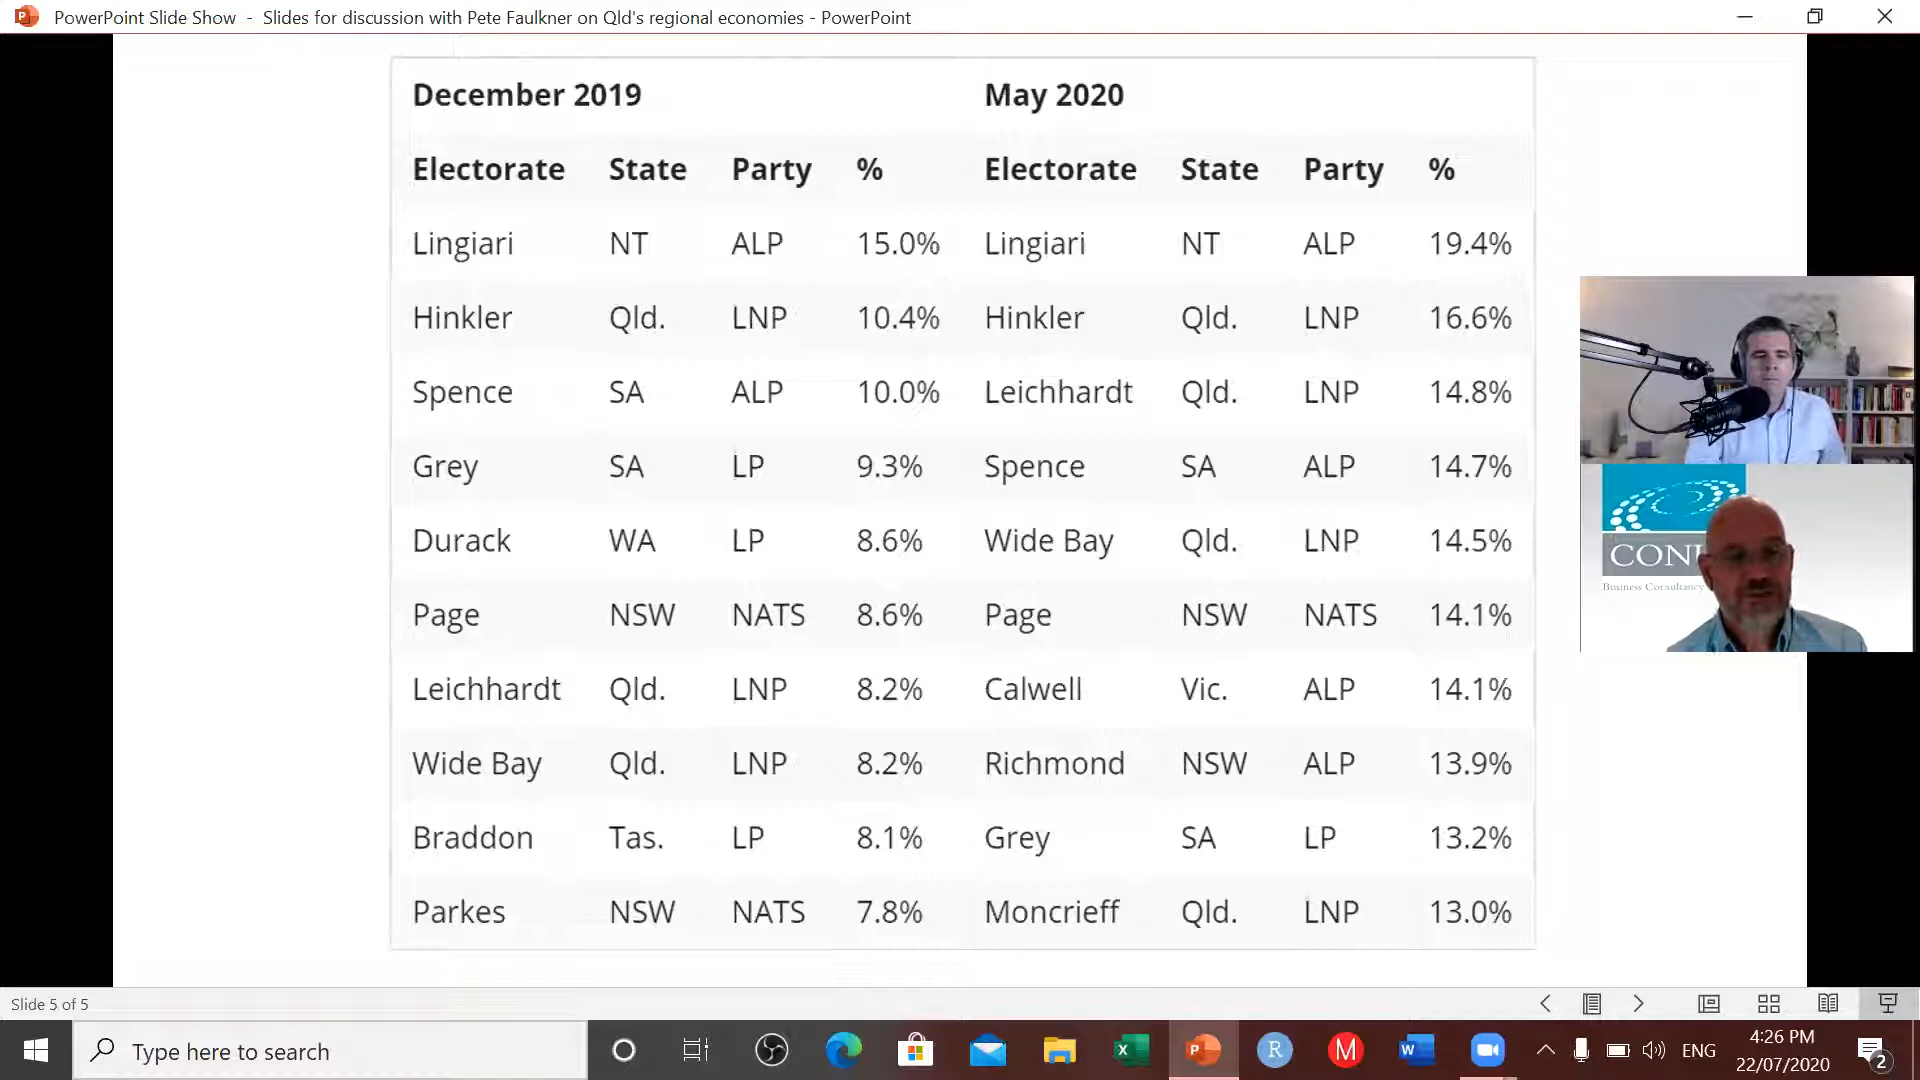 PowerPoint Slide Show - Slides for discussion with Pete Faulkner on Qld's regional economies - PowerPoint
December 2019 May 2020
Electorate State Party % Electorate State Party %
Lingiari NT ALP 15.0% Lingiari NT ALP 19.4%
Hinkler Qld. LNP 10.4% Hinkler Qld. LNP 16.6%
Spence SA ALP 10.0% Leichhardt Qld. LNP 14.8%
Grey SA LP 9.3% Spence SA ALP 14.7%
Durack WA LP 8.6% Wide Bay Qld. LNP 14.5%
Page NSW NATS 8.6% Page NSW NATS 14.1%
Leichhardt Qld. LNP 8.2% Calwell Vic. ALP 14.1%
Wide Bay Qld. LNP 8.2% Richmond NSW ALP 13.9%
Braddon Tas. LP 8.1% Grey SA LP 13.2%
Parkes NSW NATS 7.8% Moncrieff Qld. LNP 13.0%
CON
Business Consultancy
Slide 5 of 5
Type here to search
P R M W ENG
4:26 PM
22/07/2020
2